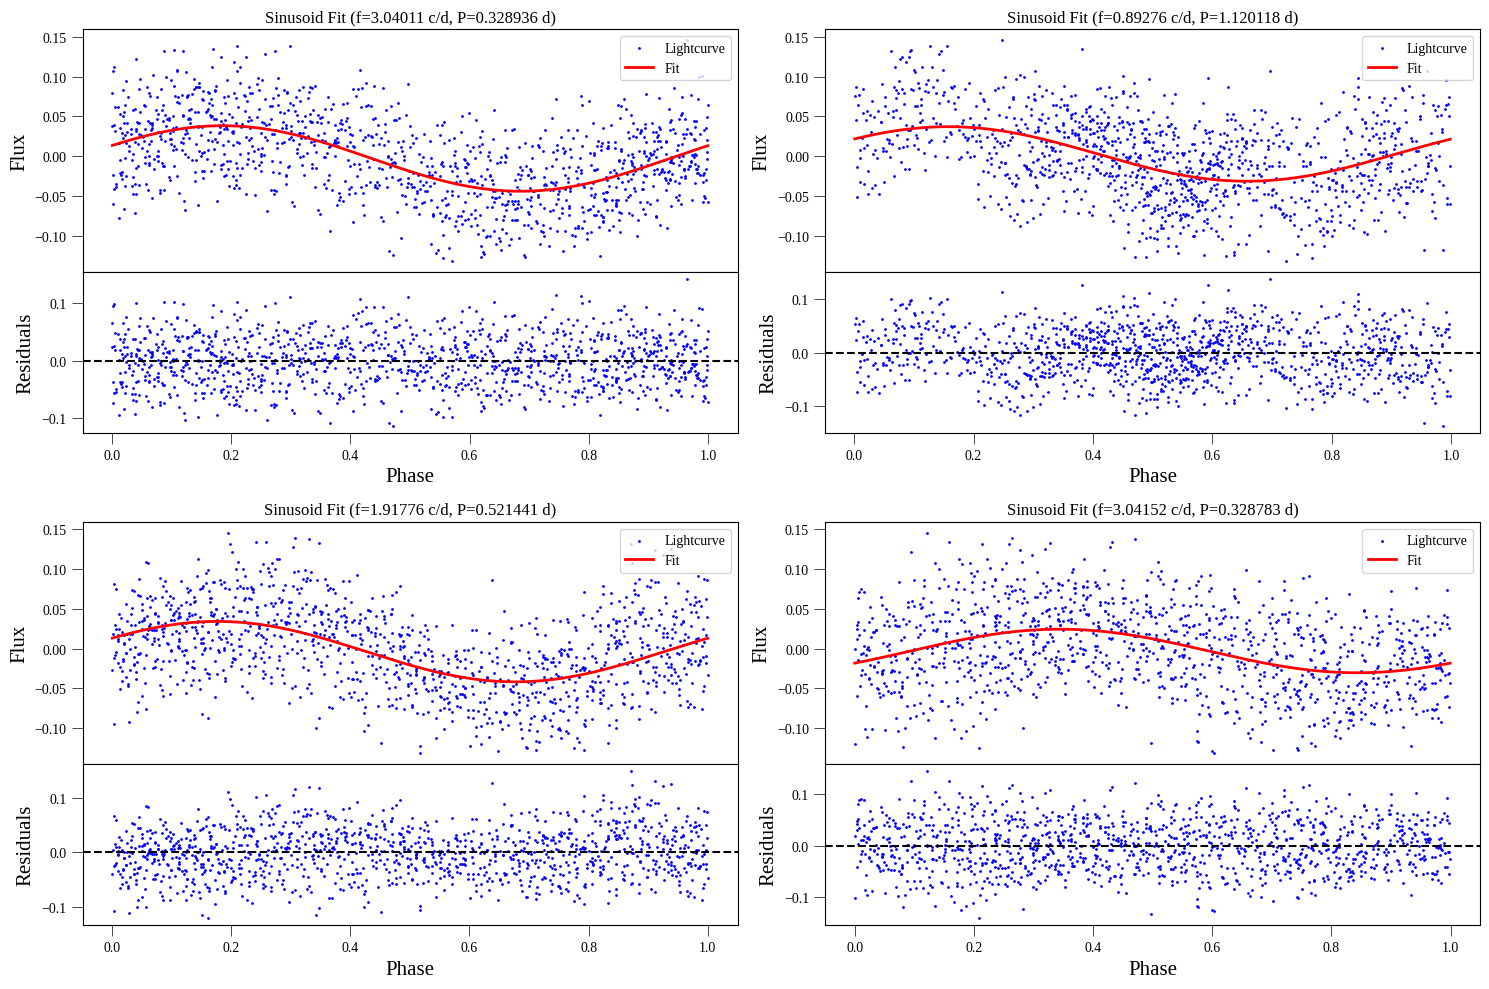 Sinusoid Fit (f=3.04011 c/d, P=0.328936 d)
0.15
0.10
0.05
0.00
−0.05
−0.10
Flux
Lightcurve
Fit
0.1
0.0
−0.1
Residuals
0.0 0.2 0.4 0.6 0.8 1.0
Phase
Sinusoid Fit (f=0.89276 c/d, P=1.120118 d)
0.15
0.10
0.05
0.00
−0.05
−0.10
Flux
Lightcurve
Fit
0.1
0.0
−0.1
Residuals
0.0 0.2 0.4 0.6 0.8 1.0
Phase
Sinusoid Fit (f=1.91776 c/d, P=0.521441 d)
0.15
0.10
0.05
0.00
−0.05
−0.10
Flux
Lightcurve
Fit
0.1
0.0
−0.1
Residuals
0.0 0.2 0.4 0.6 0.8 1.0
Phase
Sinusoid Fit (f=3.04152 c/d, P=0.328783 d)
0.15
0.10
0.05
0.00
−0.05
−0.10
Flux
Lightcurve
Fit
0.1
0.0
−0.1
Residuals
0.0 0.2 0.4 0.6 0.8 1.0
Phase